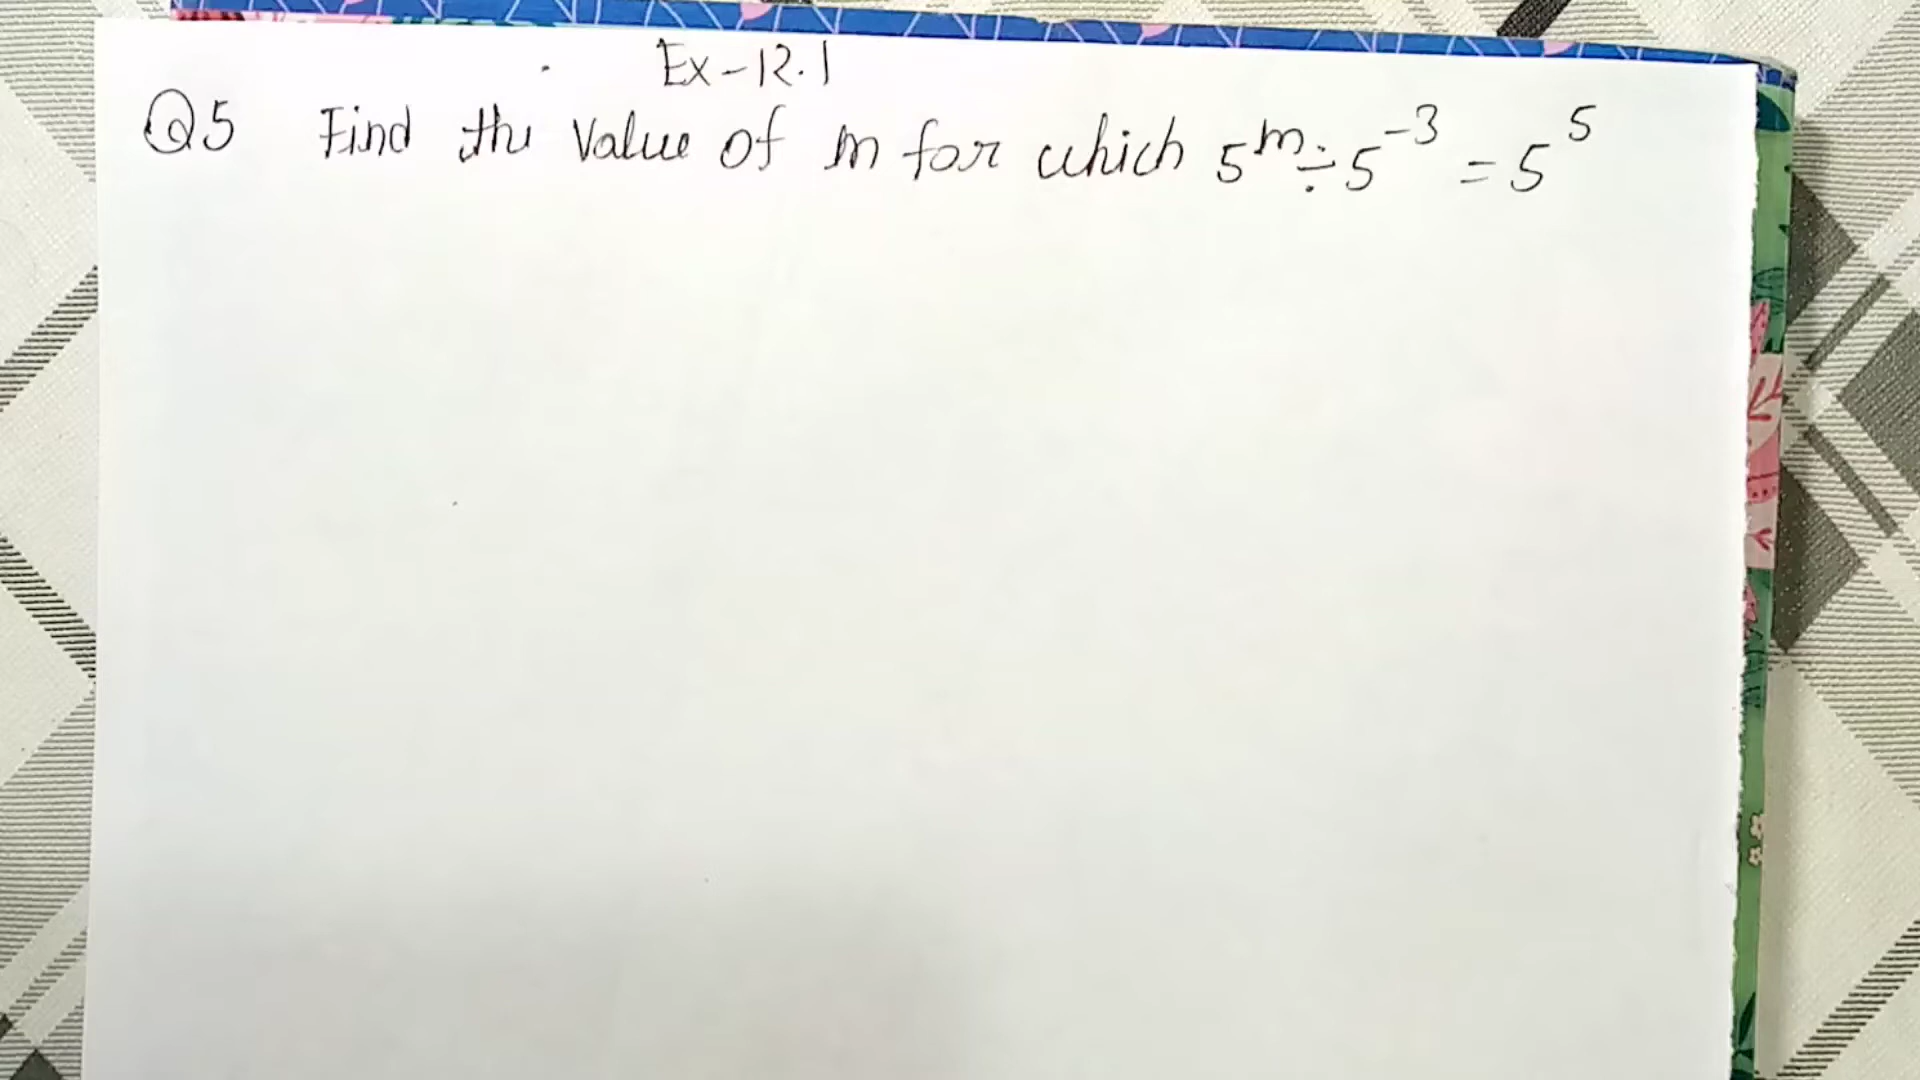 Ex-12.1
Q5 Find the Value of m for which 5^m ÷ 5^-3 = 5^5